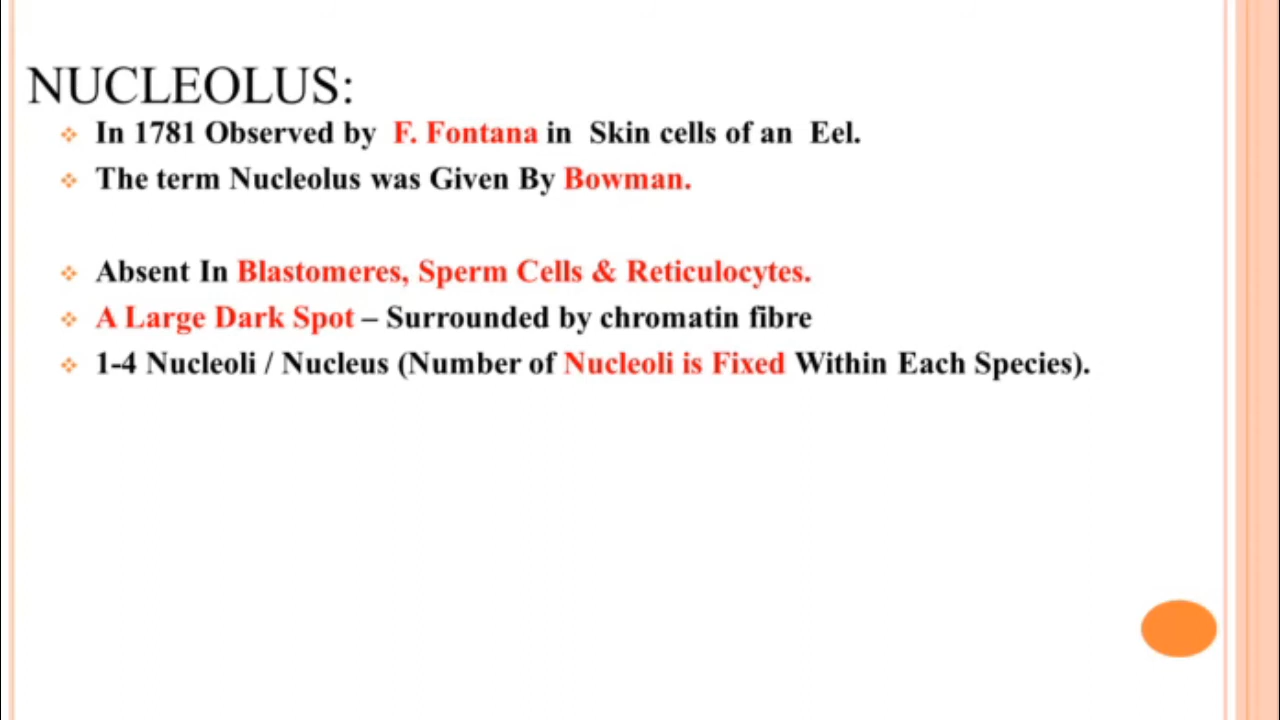 NUCLEOLUS:
In 1781 Observed by F. Fontana in Skin cells of an Eel.
The term Nucleolus was Given By Bowman.
Absent In Blastomeres, Sperm Cells & Reticulocytes.
A Large Dark Spot – Surrounded by chromatin fibre
1-4 Nucleoli / Nucleus (Number of Nucleoli is Fixed Within Each Species).